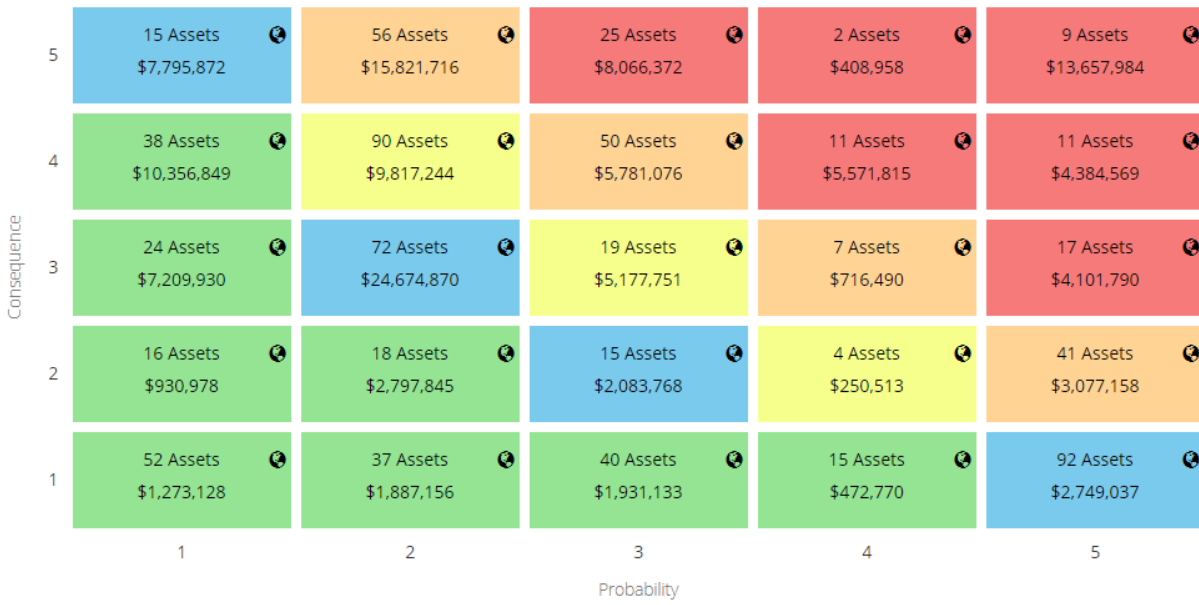 15 Assets 56 Assets 25 Assets 2 Assets 9 Assets
5
$7,795,872 $15,821,716 $8,066,372 $408,958 $13,657,984
38 Assets 90 Assets 50 Assets 11 Assets 11 Assets
4
$10,356,849 $9,817,244 $5,781,076 $5,571,815 $4,384,569
Consequence
24 Assets 72 Assets 19 Assets 7 Assets 17 Assets
3
$7,209,930 $24,674,870 $5,177,751 $716,490 $4,101,790
16 Assets 18 Assets 15 Assets 4 Assets 41 Assets
2
$930,978 $2,797,845 $2,083,768 $250,513 $3,077,158
52 Assets 37 Assets 40 Assets 15 Assets 92 Assets
1
$1,273,128 $1,887,156 $1,931,133 $472,770 $2,749,037
1 2 3 4 5
Probability